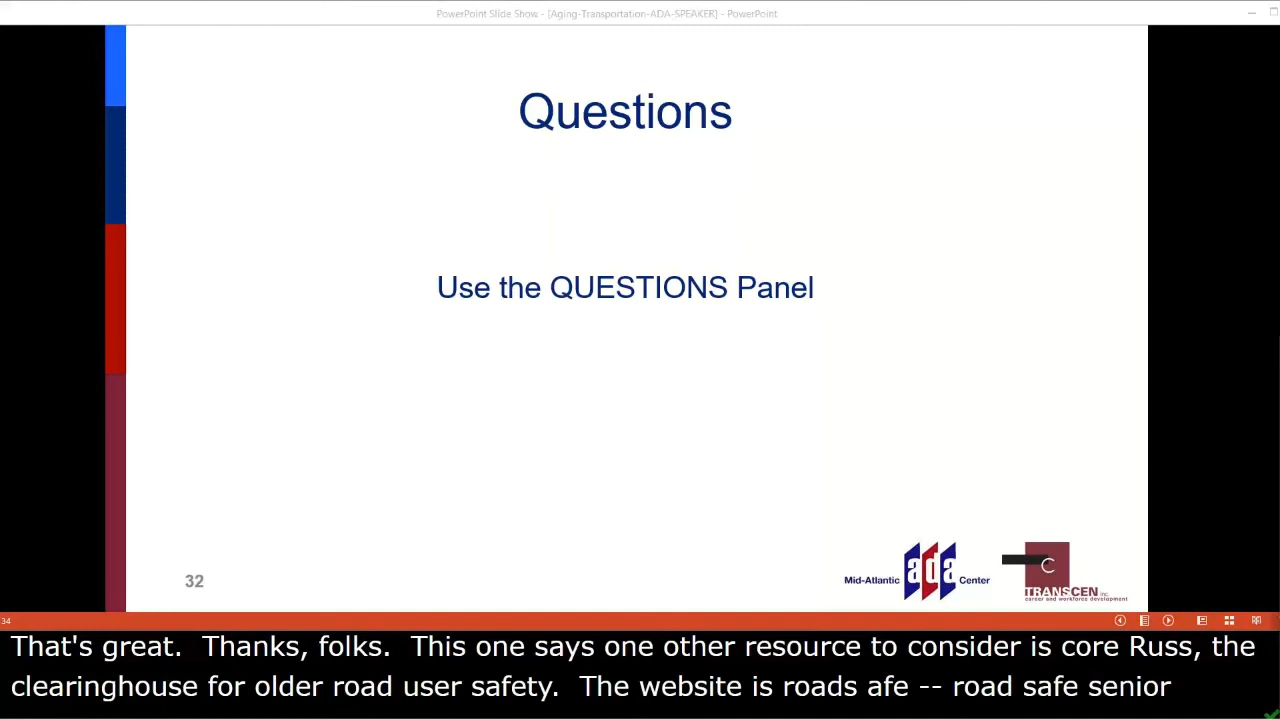 PowerPoint Slide Show - [Aging-Transportation-ADA-SPEAKER] - PowerPoint
Questions
Use the QUESTIONS Panel
32
Mid-Atlantic ada Center
C
TRANSCEN inc.
career and workforce development
34
That's great. Thanks, folks. This one says one other resource to consider is core Russ, the
clearinghouse for older road user safety. The website is roads afe -- road safe senior